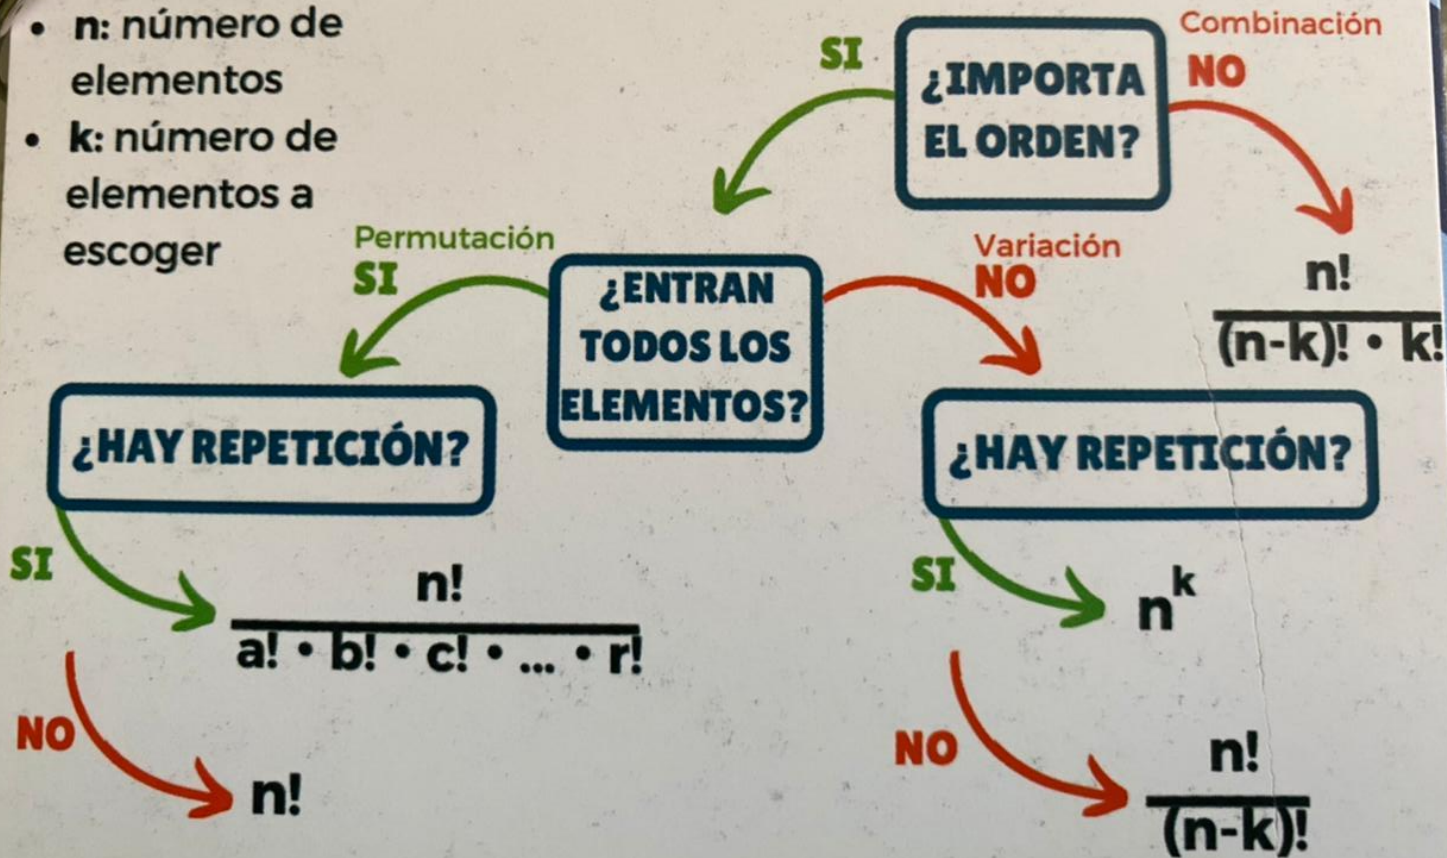 • n: número de
elementos
• k: número de
elementos a
escoger
SI
¿IMPORTA
EL ORDEN?
Combinación
NO
n!
(n-k)! • k!
Permutación
SI
¿ENTRAN
TODOS LOS
ELEMENTOS?
Variación
NO
¿HAY REPETICIÓN?
SI
n!
a! • b! • c! • ... • r!
NO
n!
¿HAY REPETICIÓN?
SI
n^k
NO
n!
(n-k)!